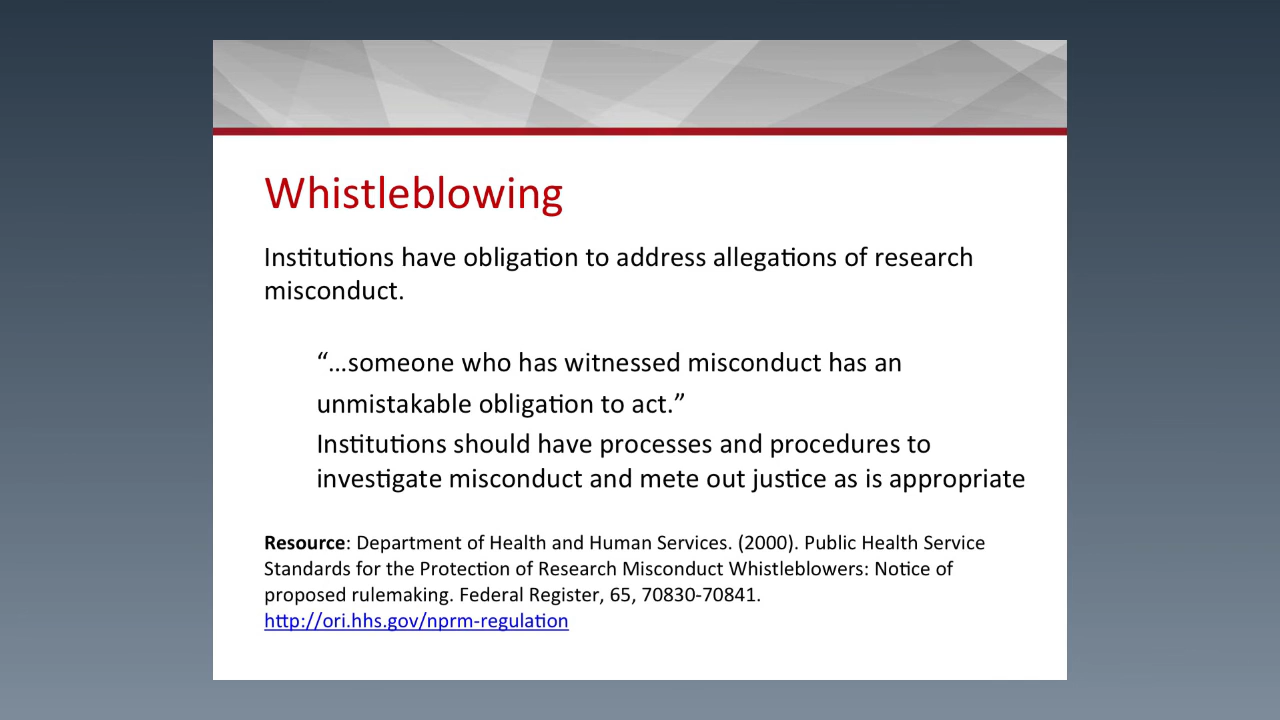 Whistleblowing
Institutions have obligation to address allegations of research
misconduct.
“…someone who has witnessed misconduct has an
unmistakable obligation to act.”
Institutions should have processes and procedures to
investigate misconduct and mete out justice as is appropriate
Resource: Department of Health and Human Services. (2000). Public Health Service
Standards for the Protection of Research Misconduct Whistleblowers: Notice of
proposed rulemaking. Federal Register, 65, 70830-70841.
http://ori.hhs.gov/nprm-regulation